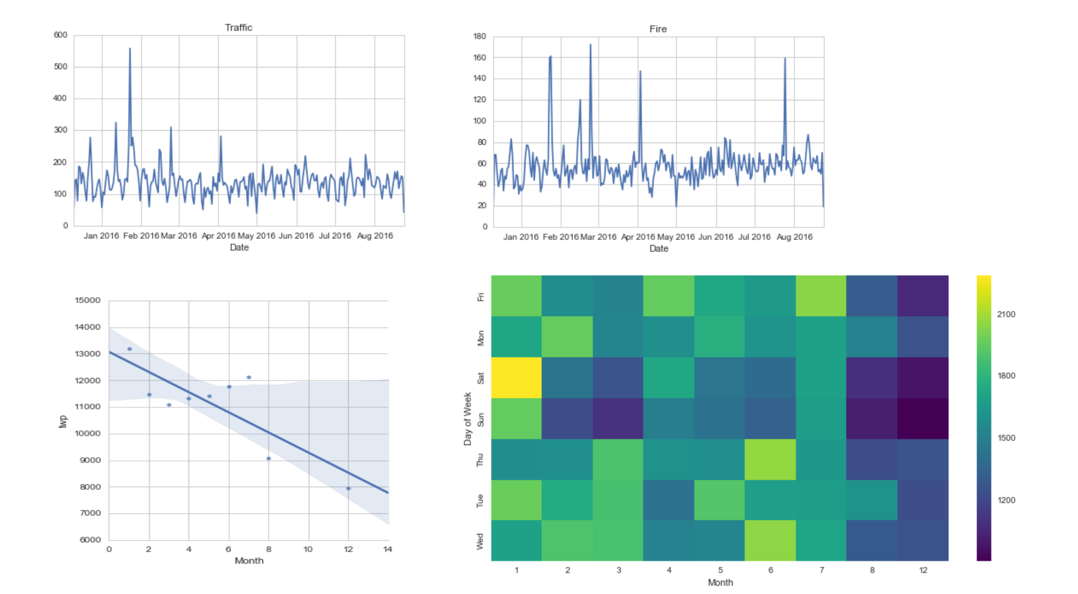 Traffic
600
500
400
300
200
100
0
Jan 2016 Feb 2016 Mar 2016 Apr 2016 May 2016 Jun 2016 Jul 2016 Aug 2016
Date
Fire
180
160
140
120
100
80
60
40
20
0
Jan 2016 Feb 2016 Mar 2016 Apr 2016 May 2016 Jun 2016 Jul 2016 Aug 2016
Date
15000
14000
13000
12000
11000
10000
9000
8000
7000
6000
twp
0 2 4 6 8 10 12 14
Month
Day of Week
Fri
Mon
Sat
Sun
Thu
Tue
Wed
1 2 3 4 5 6 7 8 12
Month
2100
1800
1500
1200